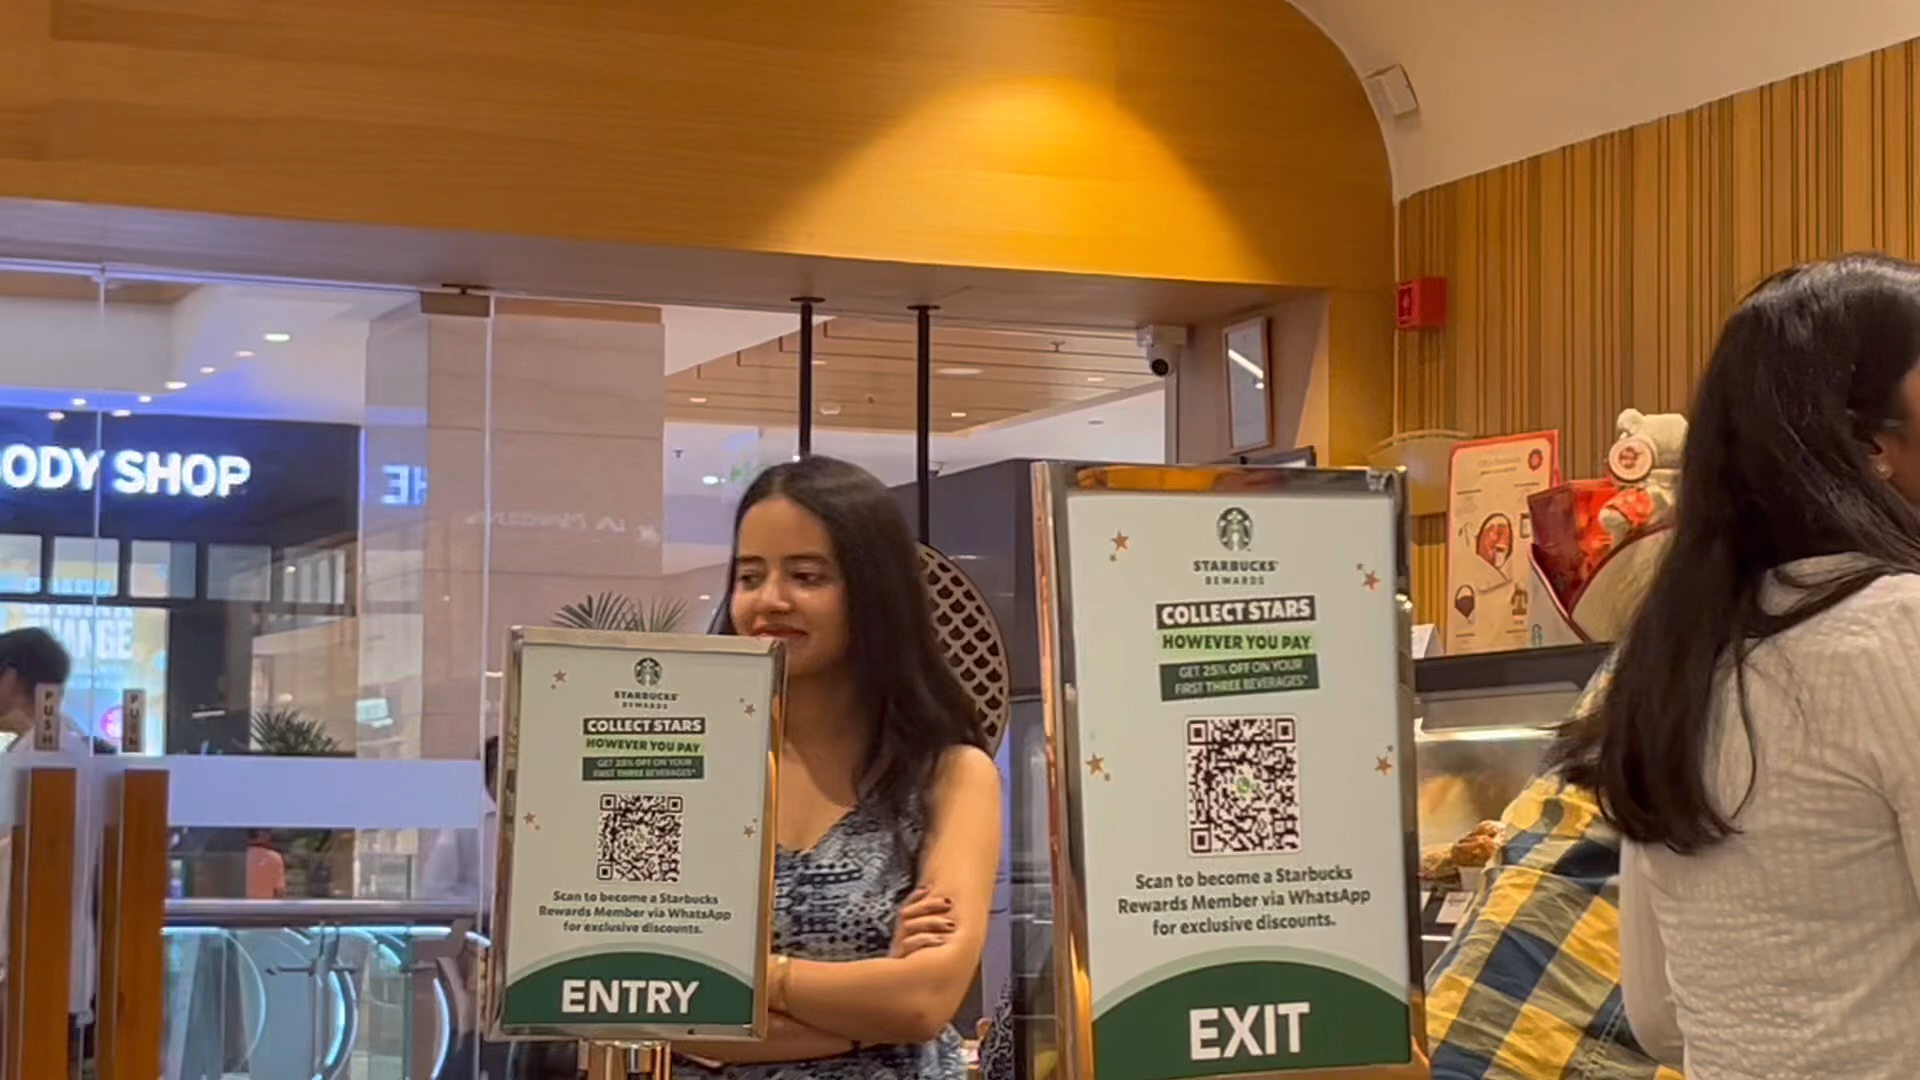 BODY SHOP
HE
PUSH
PUSH
CHANGE
STARBUCKS
REWARDS
COLLECT STARS
HOWEVER YOU PAY
GET 25% OFF ON YOUR
FIRST THREE BEVERAGES*
Scan to become a Starbucks
Rewards Member via WhatsApp
for exclusive discounts.
ENTRY
STARBUCKS
REWARDS
COLLECT STARS
HOWEVER YOU PAY
GET 25% OFF ON YOUR
FIRST THREE BEVERAGES*
Scan to become a Starbucks
Rewards Member via WhatsApp
for exclusive discounts.
EXIT